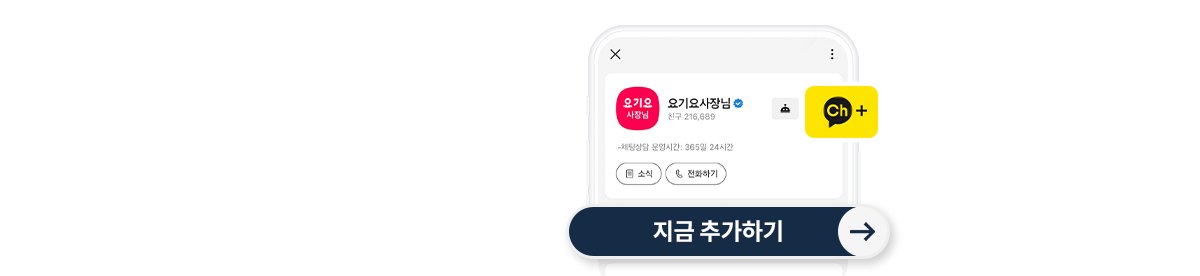 요기요
사장님
요기요사장님
친구 216,689
Ch+
-채팅상담 운영시간: 365일 24시간
소식
전화하기
지금 추가하기